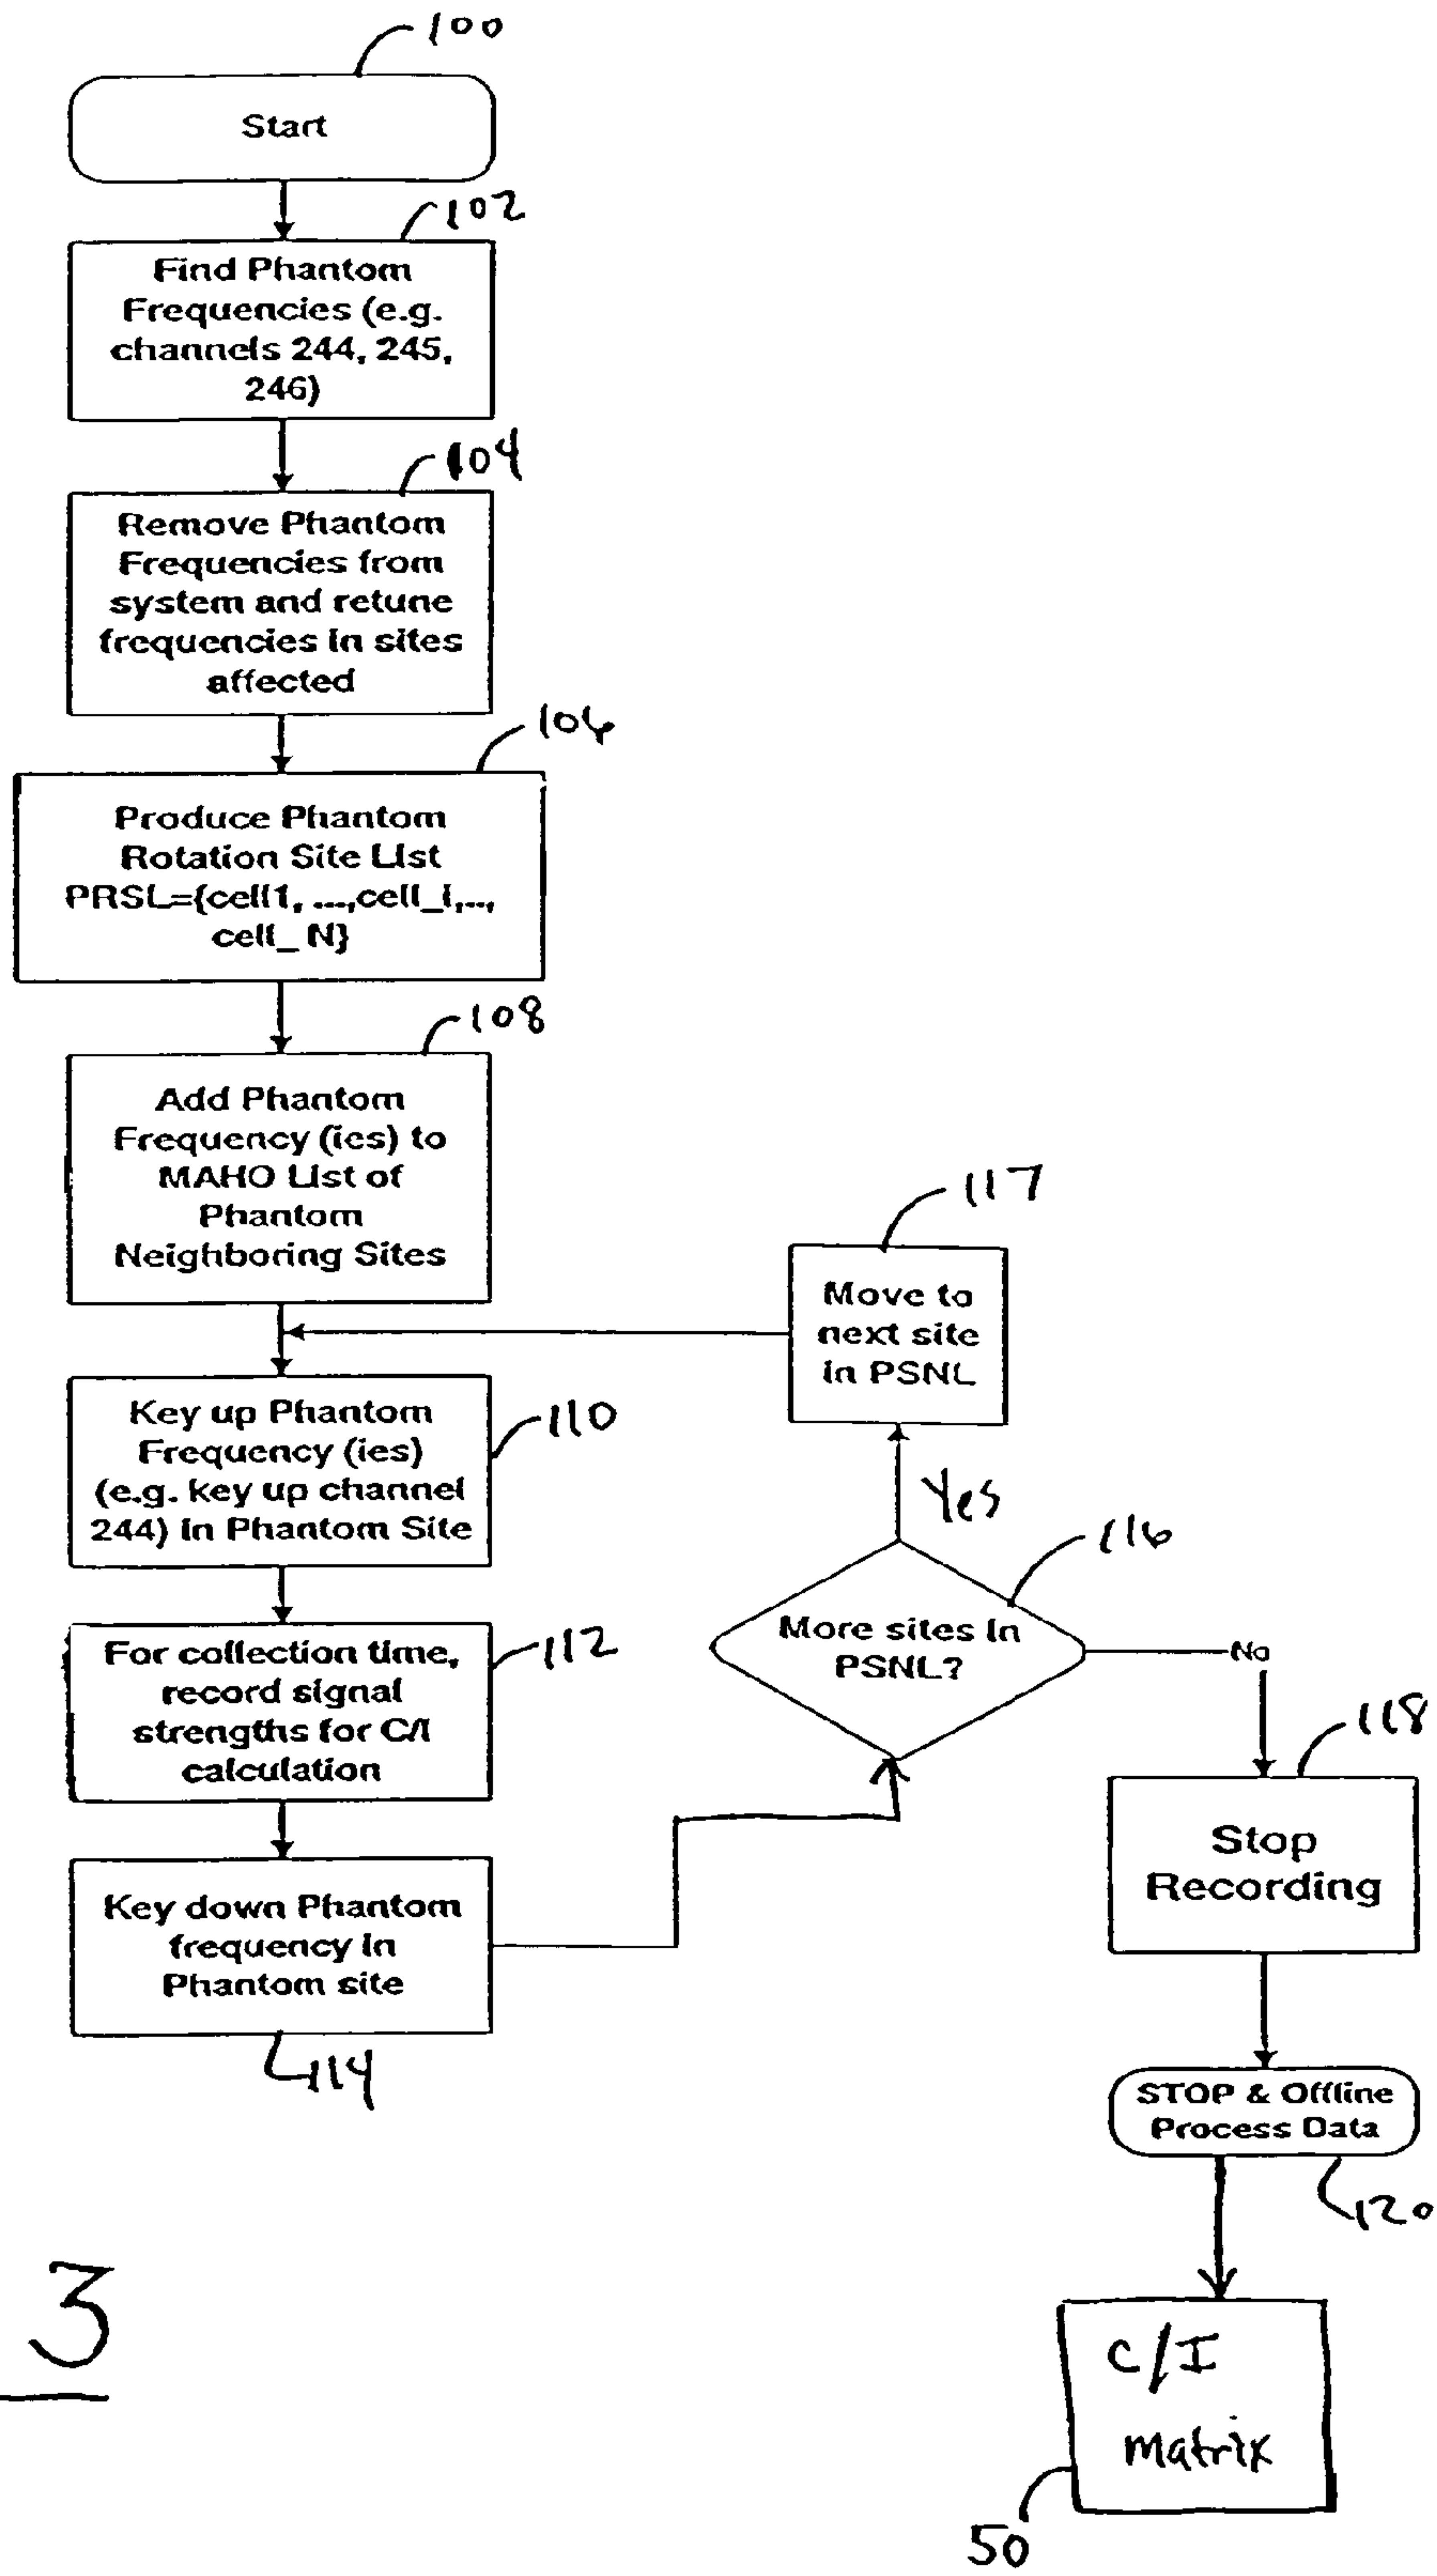 100
Start
102
Find Phantom
Frequencies (e.g.
channels 244, 245,
246)
104
Remove Phantom
Frequencies from
system and retune
frequencies in sites
affected
106
Produce Phantom
Rotation Site List
PRSL={cell1, ...,cell_i,..,
cell_ N}
108
Add Phantom
Frequency (ies) to
MAHO List of
Phantom
Neighboring Sites
117
Move to
next site
in PSNL
Key up Phantom
Frequency (ies)
(e.g. key up channel
244) in Phantom Site
110
Yes
116
More sites in
PSNL?
No
For collection time,
record signal
strengths for C/I
calculation
112
118
Stop
Recording
Key down Phantom
frequency in
Phantom site
114
STOP & Offline
Process Data
120
C/I
matrix
50
3